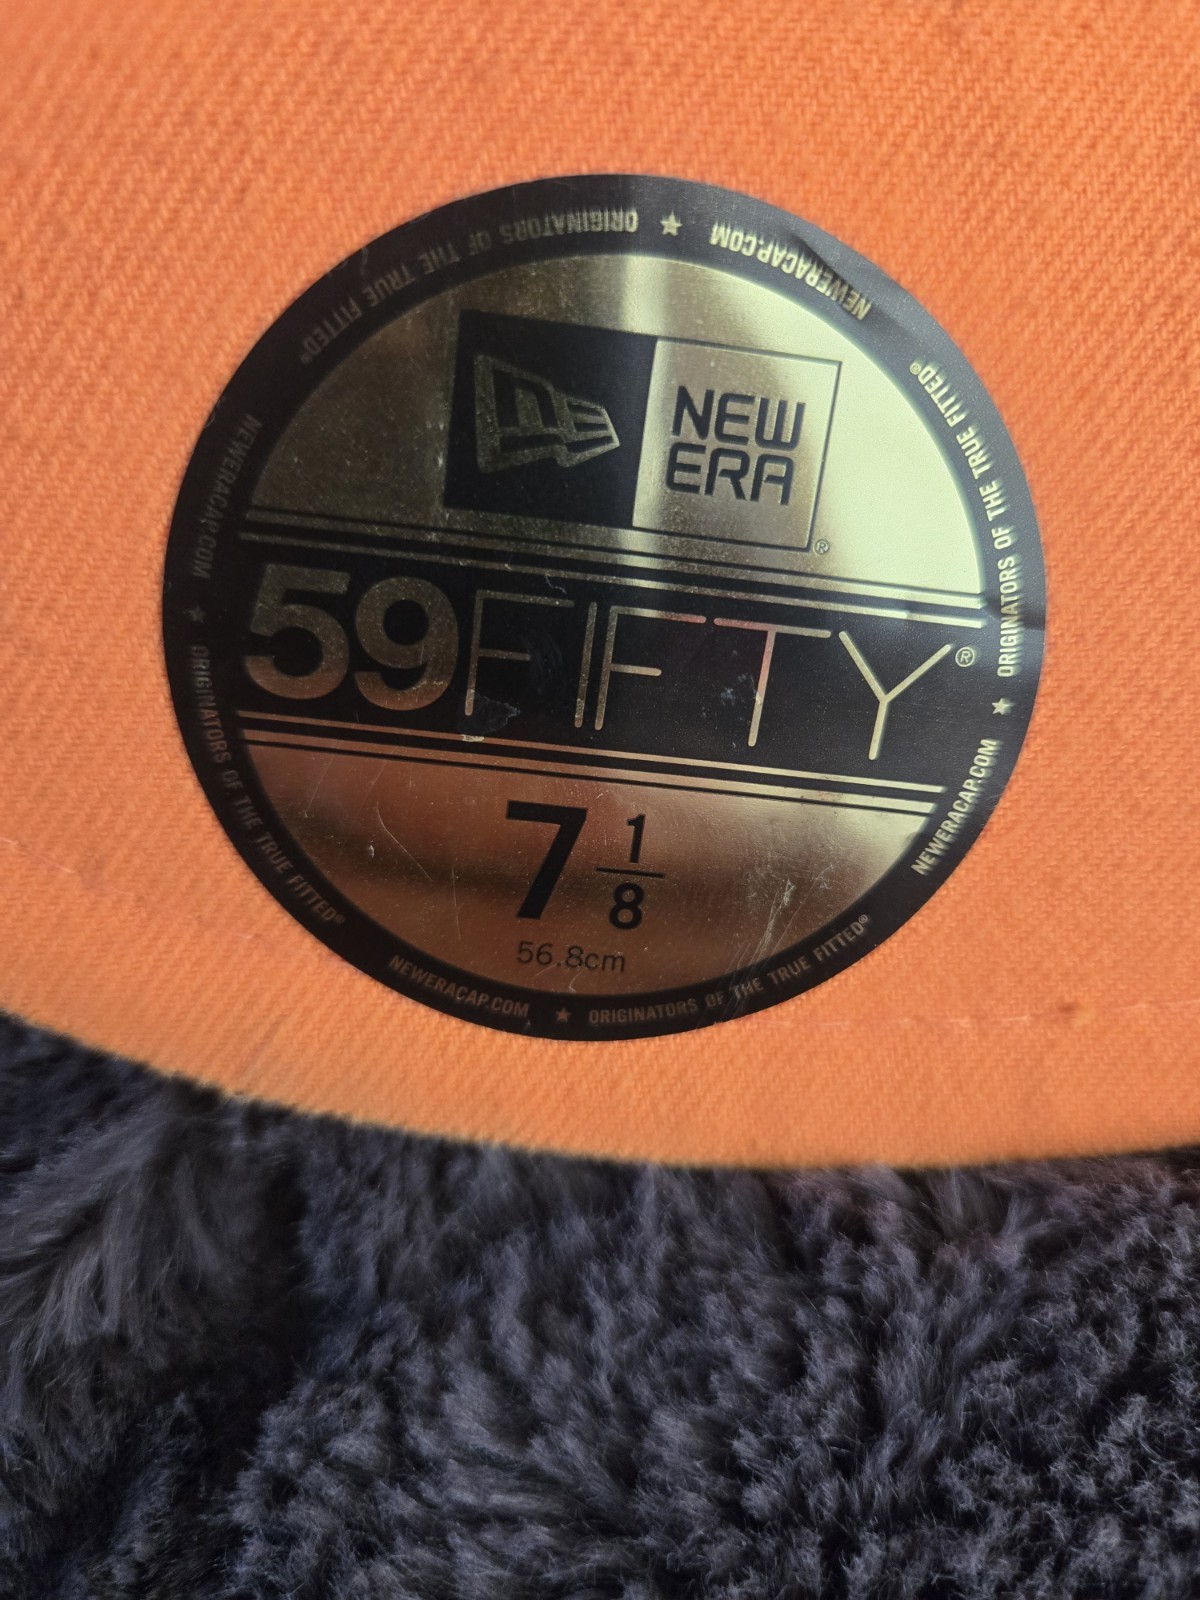 NEW
ERA
®
59FIFTY®
7 1/8
56.8cm
NEWERACAP.COM ★ ORIGINATORS OF THE TRUE FITTED®
NEWERACAP.COM ★ ORIGINATORS OF THE TRUE FITTED®
NEWERACAP.COM ★ ORIGINATORS OF THE TRUE FITTED®
NEWERACAP.COM ★ ORIGINATORS OF THE TRUE FITTED®